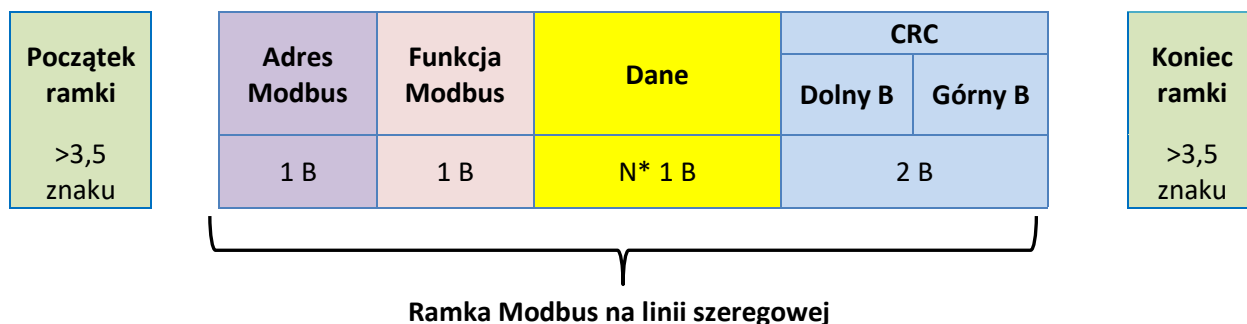 Początek
ramki
>3,5
znaku
Adres
Modbus
1 B
Funkcja
Modbus
1 B
Dane
N* 1 B
CRC
Dolny B
Górny B
2 B
Koniec
ramki
>3,5
znaku
Ramka Modbus na linii szeregowej